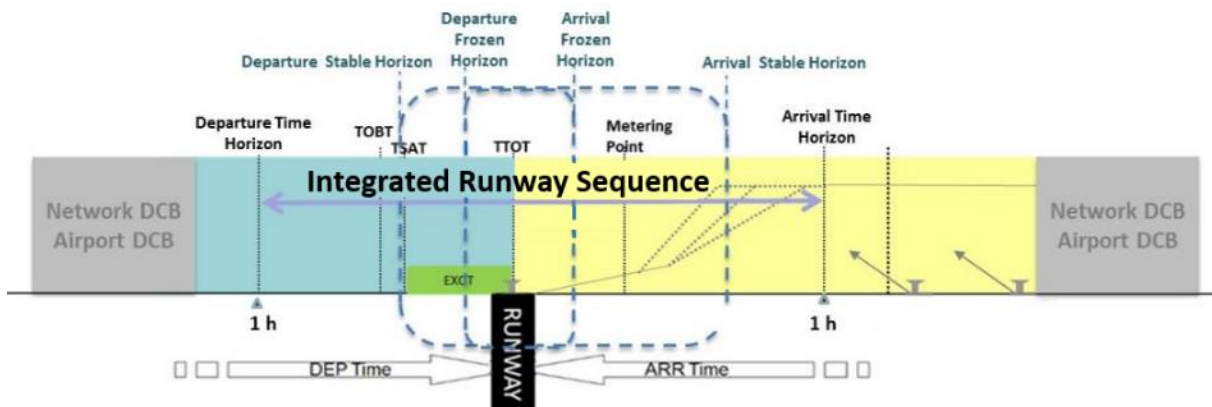 Departure
Frozen
Horizon
Arrival
Frozen
Horizon
Departure Stable Horizon
Arrival Stable Horizon
Departure Time
Horizon
TOBT
TSAT
TTOT
Metering
Point
Arrival Time
Horizon
Integrated Runway Sequence
Network DCB
Airport DCB
Network DCB
Airport DCB
EXOT
1 h
1 h
RUNWAY
DEP Time
ARR Time